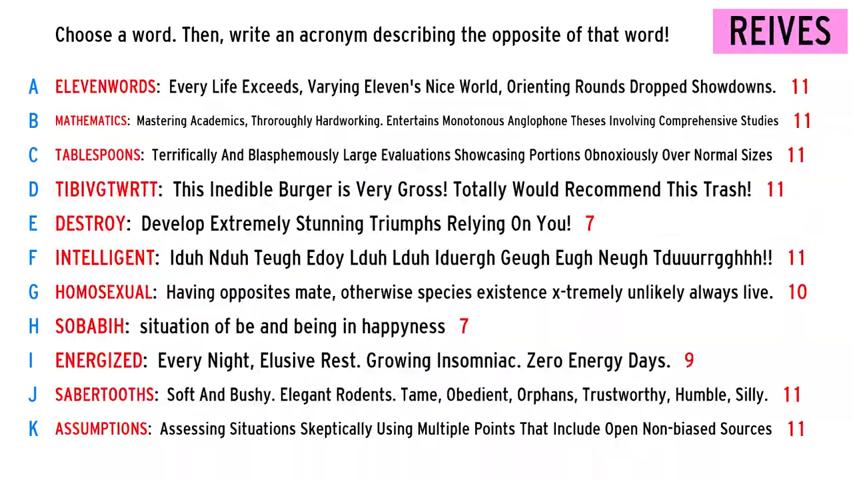 Choose a word. Then, write an acronym describing the opposite of that word!
REIVES
A ELEVENWORDS: Every Life Exceeds, Varying Eleven's Nice World, Orienting Rounds Dropped Showdowns. 11
B MATHEMATICS: Mastering Academics, Throroughly Hardworking. Entertains Monotonous Anglophone Theses Involving Comprehensive Studies 11
C TABLESPOONS: Terrifically And Blasphemously Large Evaluations Showcasing Portions Obnoxiously Over Normal Sizes 11
D TIBIVGTWRTT: This Inedible Burger is Very Gross! Totally Would Recommend This Trash! 11
E DESTROY: Develop Extremely Stunning Triumphs Relying On You! 7
F INTELLIGENT: Iduh Nduh Teugh Edoy Lduh Lduh Iduergh Geugh Eugh Neugh Tduuurrgghhh!! 11
G HOMOSEXUAL: Having opposites mate, otherwise species existence x-tremely unlikely always live. 10
H SOBABIH: situation of be and being in happyness 7
I ENERGIZED: Every Night, Elusive Rest. Growing Insomniac. Zero Energy Days. 9
J SABERTOOTHS: Soft And Bushy. Elegant Rodents. Tame, Obedient, Orphans, Trustworthy, Humble, Silly. 11
K ASSUMPTIONS: Assessing Situations Skeptically Using Multiple Points That Include Open Non-biased Sources 11